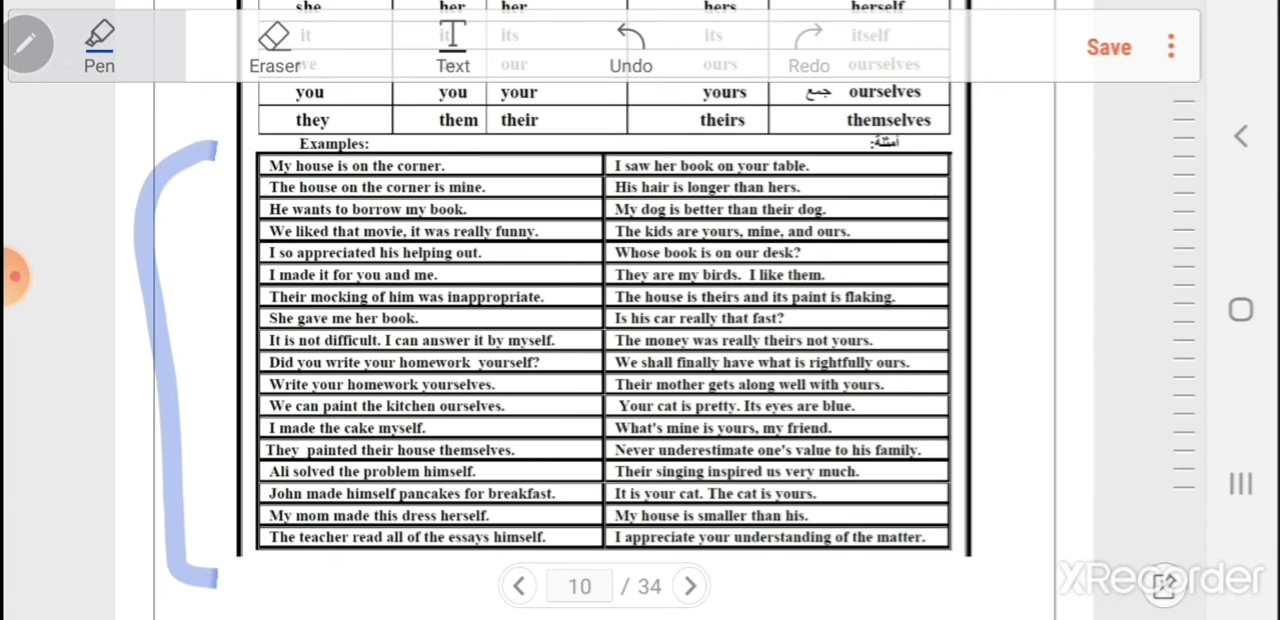 she her her hers herself
it it its its itself
we our ours ourselves
Pen Eraser Text Undo Redo Save
you you your yours جمع ourselves
they them their theirs themselves
Examples: أمثلة:
My house is on the corner. I saw her book on your table.
The house on the corner is mine. His hair is longer than hers.
He wants to borrow my book. My dog is better than their dog.
We liked that movie, it was really funny. The kids are yours, mine, and ours.
I so appreciated his helping out. Whose book is on our desk?
I made it for you and me. They are my birds. I like them.
Their mocking of him was inappropriate. The house is theirs and its paint is flaking.
She gave me her book. Is his car really that fast?
It is not difficult. I can answer it by myself. The money was really theirs not yours.
Did you write your homework yourself? We shall finally have what is rightfully ours.
Write your homework yourselves. Their mother gets along well with yours.
We can paint the kitchen ourselves. Your cat is pretty. Its eyes are blue.
I made the cake myself. What's mine is yours, my friend.
They painted their house themselves. Never underestimate one's value to his family.
Ali solved the problem himself. Their singing inspired us very much.
John made himself pancakes for breakfast. It is your cat. The cat is yours.
My mom made this dress herself. My house is smaller than his.
The teacher read all of the essays himself. I appreciate your understanding of the matter.
10 / 34
XRecorder